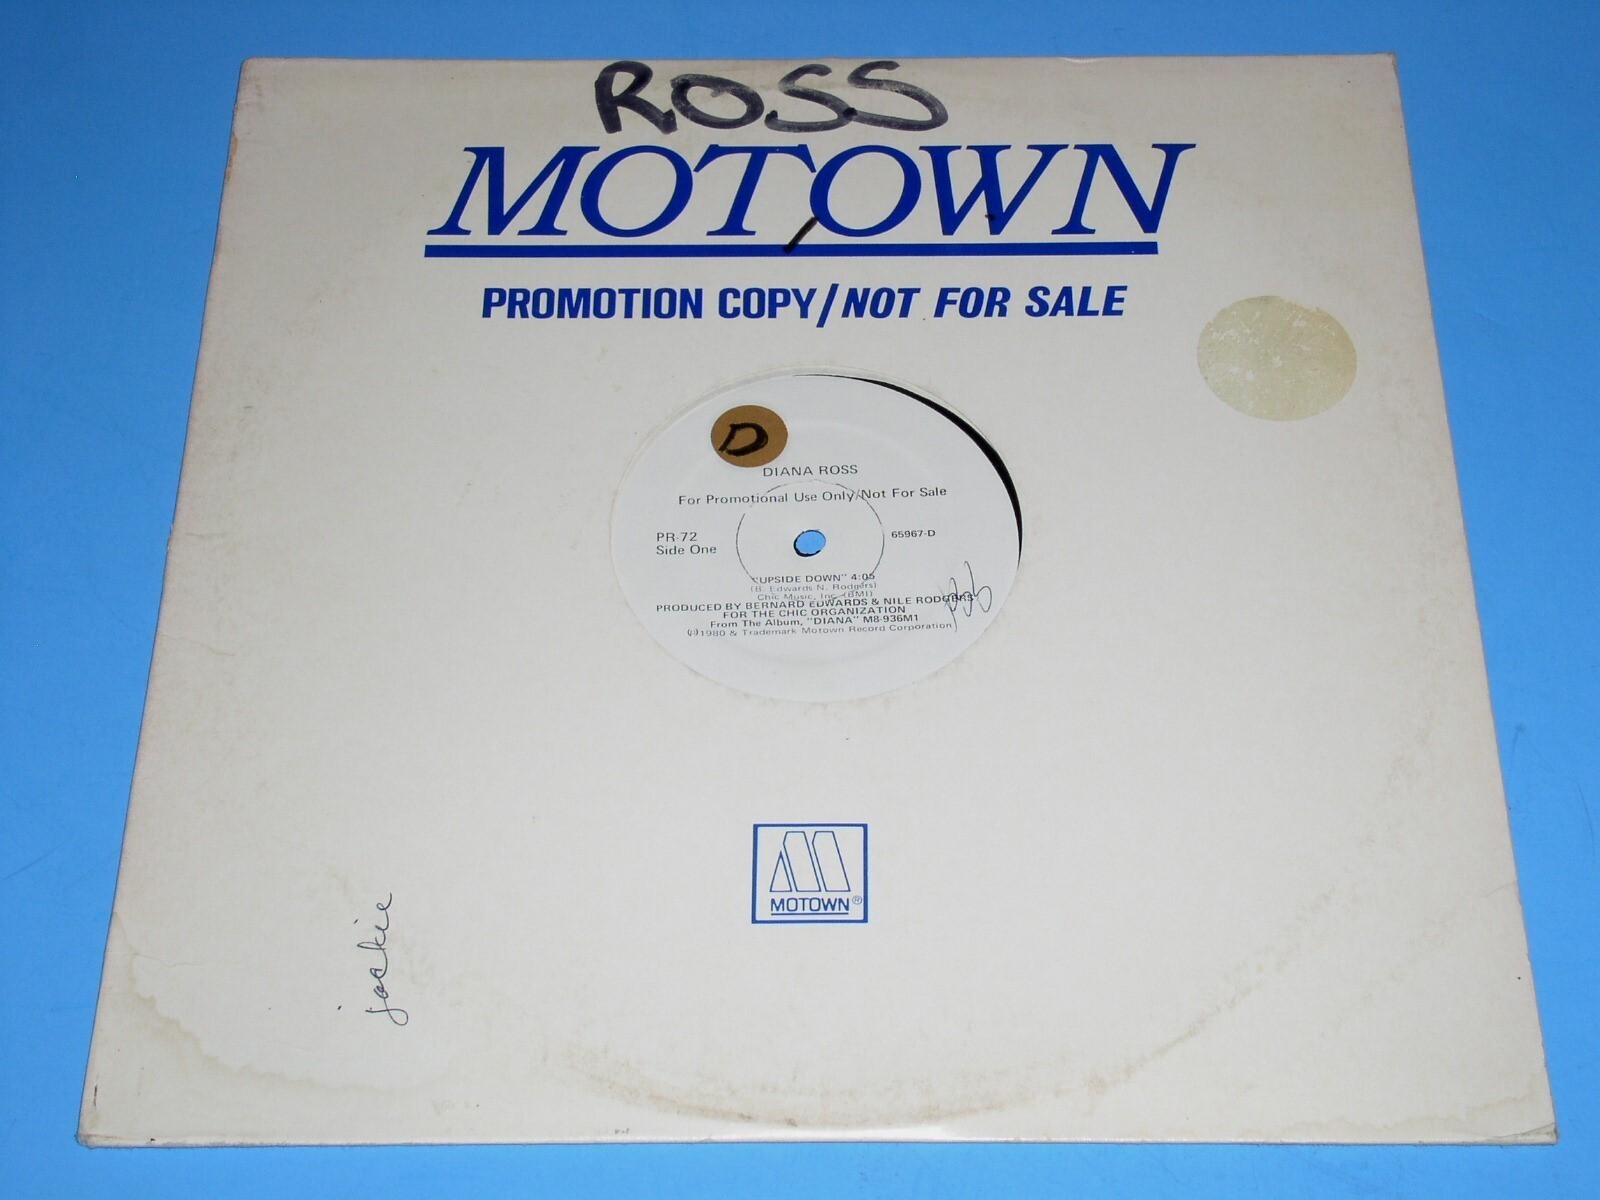 ROSS
MOTOWN
PROMOTION COPY/NOT FOR SALE
D
DIANA ROSS
For Promotional Use Only/Not For Sale
PR-72
Side One
65967-D
"UPSIDE DOWN" 4:05
(B. Edwards N. Rodgers)
Chic Music, Inc. (BMI)
PRODUCED BY BERNARD EDWARDS & NILE RODGERS
FOR THE CHIC ORGANIZATION
From The Album, "DIANA" M8-936M1
℗1980 & Trademark Motown Record Corporation
MOTOWN®
jackie